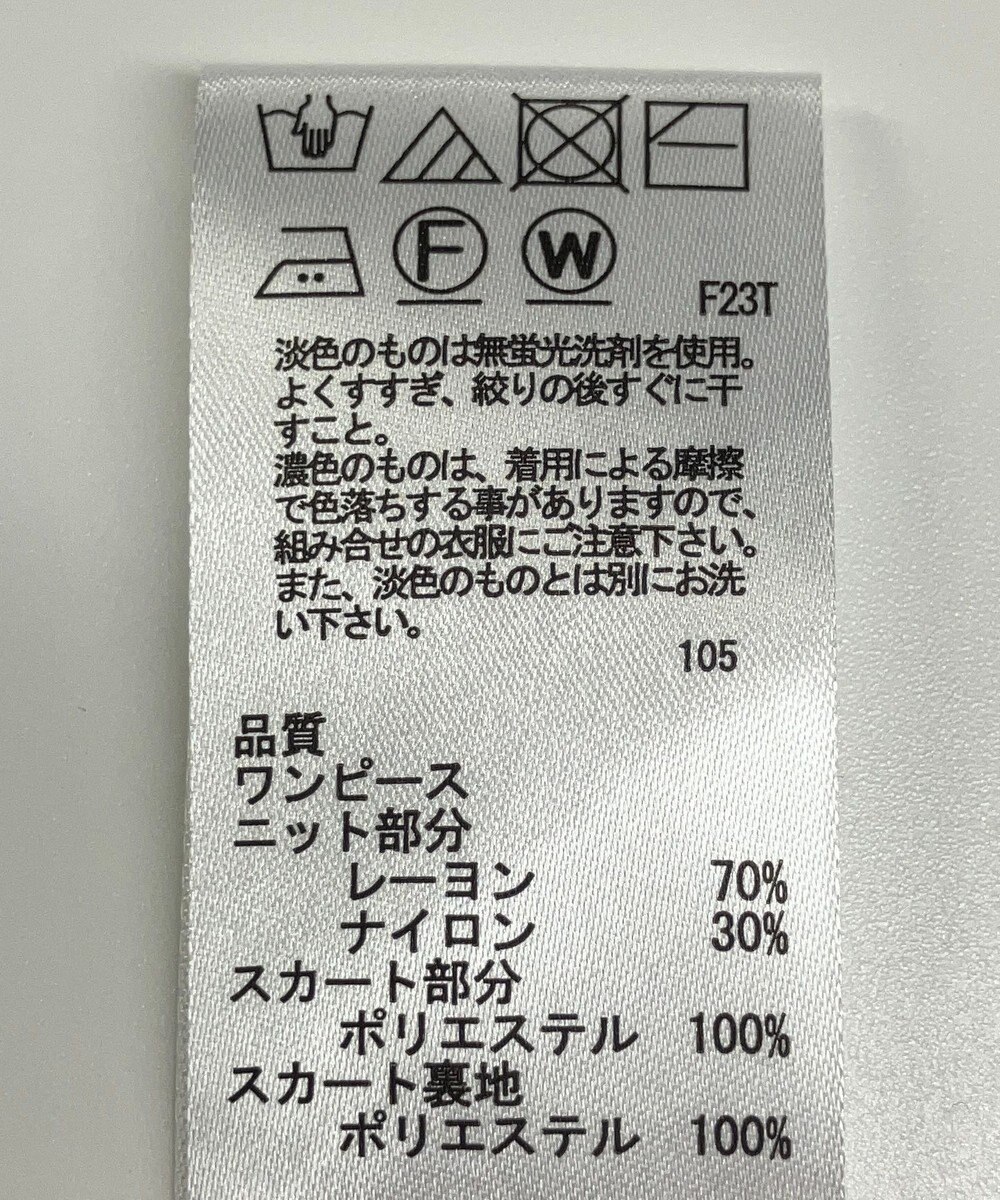 F W
F23T
淡色のものは無蛍光洗剤を使用。
よくすすぎ、絞りの後すぐに干
すこと。
濃色のものは、着用による摩擦
で色落ちする事がありますので、
組み合せの衣服にご注意下さい。
また、淡色のものとは別にお洗
い下さい。
105
品質
ワンピース
ニット部分
レーヨン 70%
ナイロン 30%
スカート部分
ポリエステル 100%
スカート裏地
ポリエステル 100%